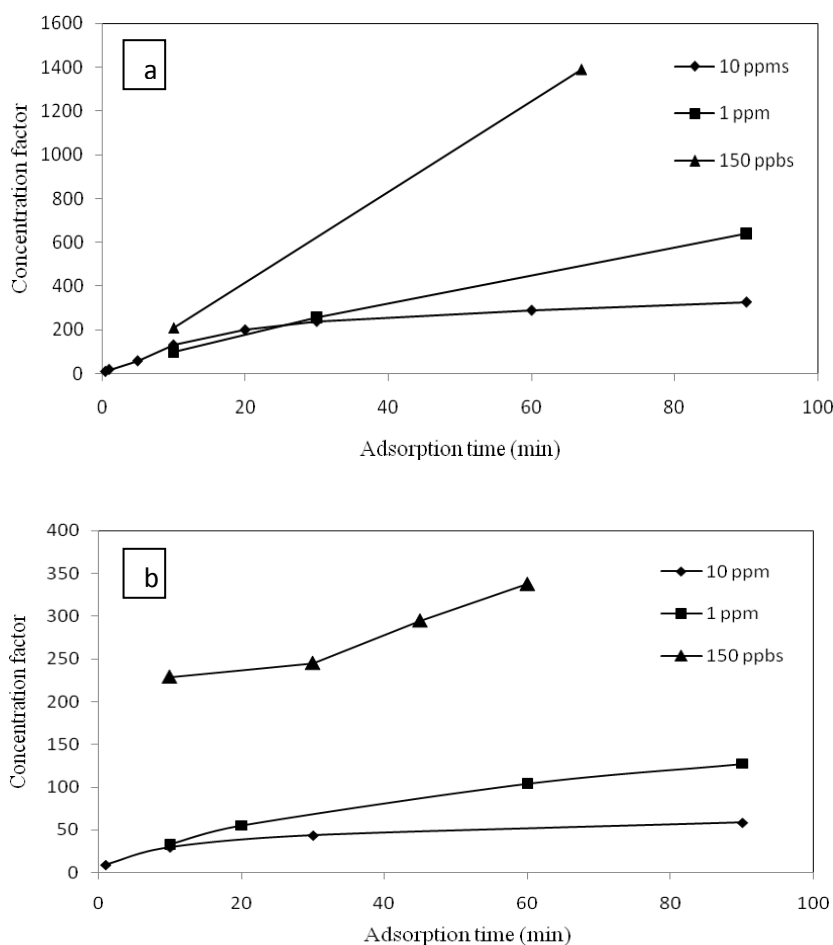 1600
1400
1200
1000
800
600
400
200
0
Concentration factor
a
10 ppms
1 ppm
150 ppbs
0 20 40 60 80 100
Adsorption time (min)
400
350
300
250
200
150
100
50
0
Concentration factor
b
10 ppm
1 ppm
150 ppbs
0 20 40 60 80 100
Adsorption time (min)